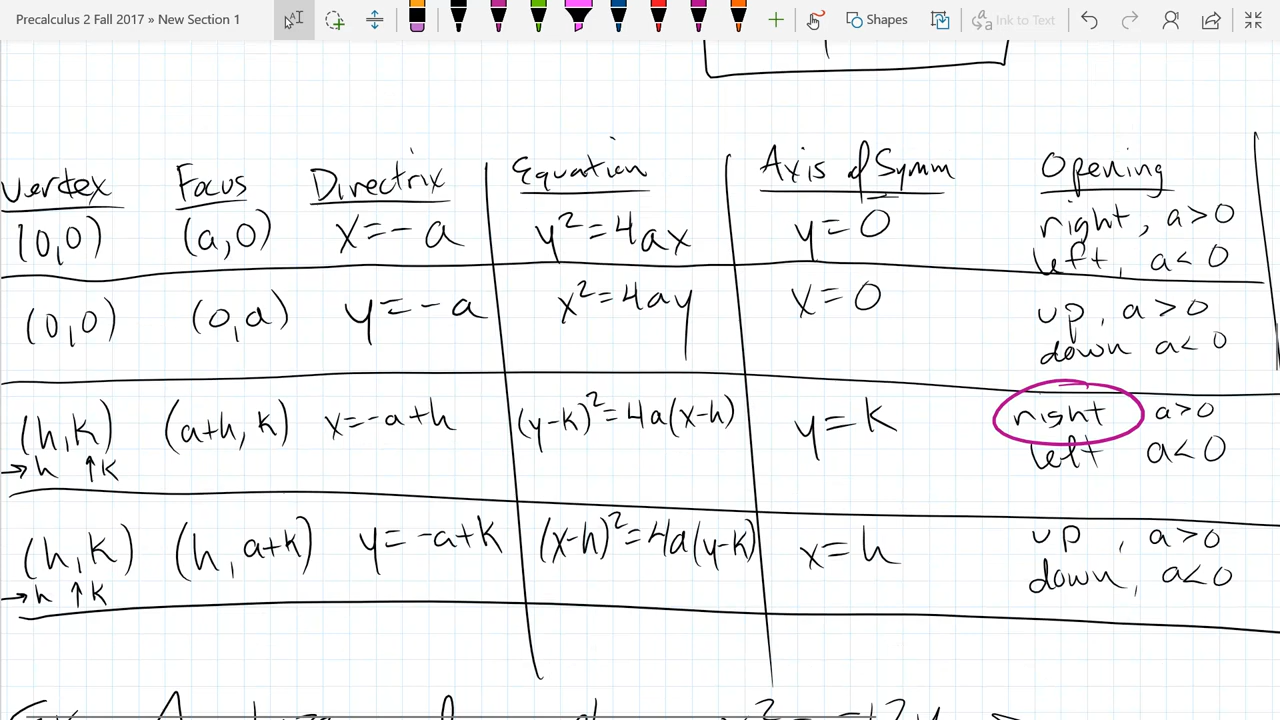 Precalculus 2 Fall 2017 » New Section 1
Shapes
Ink to Text
Vertex Focus Directrix Equation Axis of Symm Opening
(0,0) (a,0) x=-a y²=4ax y=0 right, a>0
left, a<0
(0,0) (0,a) y=-a x²=4ay x=0 up, a>0
down a<0
(h,k) (a+h, k) x=-a+h (y-k)²=4a(x-h) y=k right a>0
→h ↑k left a<0
(h,k) (h, a+k) y=-a+k (x-h)²=4a(y-k) x=h up, a>0
→h ↑k down, a<0